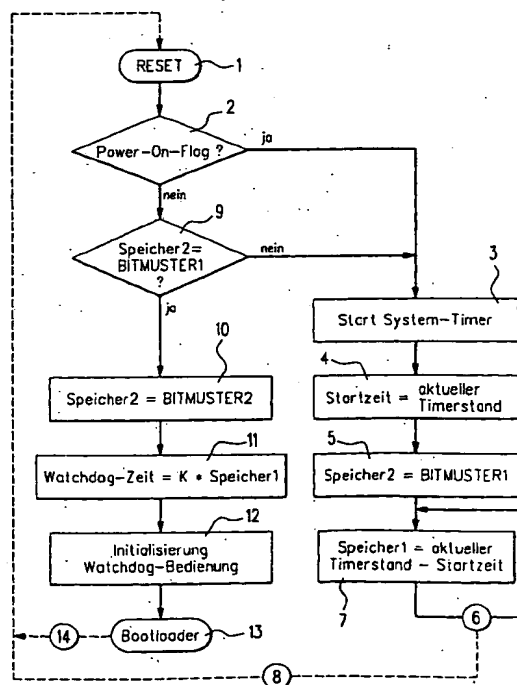 RESET
1
2
Power-On-Flag ?
ja
nein
9
Speicher2=
BITMUSTER1
?
nein
ja
3
Start System-Timer
4
Startzeit = aktueller
Timerstand
10
Speicher2 = BITMUSTER2
5
Speicher2 = BITMUSTER1
11
Watchdog-Zeit = K * Speicher1
12
Initialisierung
Watchdog-Bedienung
Speicher1 = aktueller
Timerstand - Startzeit
7
6
14
Bootloader
13
8